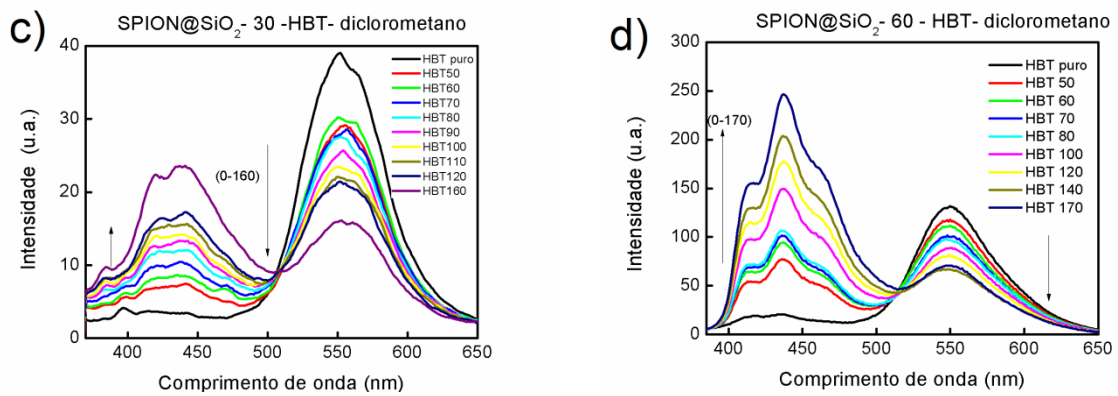 c)
SPION@SiO₂- 30 -HBT- diclorometano
40
30
20
10
0
Intensidade (u.a.)
400 450 500 550 600 650
Comprimento de onda (nm)
(0-160)
HBT puro
HBT50
HBT60
HBT70
HBT80
HBT90
HBT100
HBT110
HBT120
HBT160
d)
SPION@SiO₂- 60 - HBT- diclorometano
300
250
200
150
100
50
0
Intensidade (u.a.)
400 450 500 550 600 650
Comprimento de onda (nm)
(0-170)
HBT puro
HBT 50
HBT 60
HBT 70
HBT 80
HBT 100
HBT 120
HBT 140
HBT 170